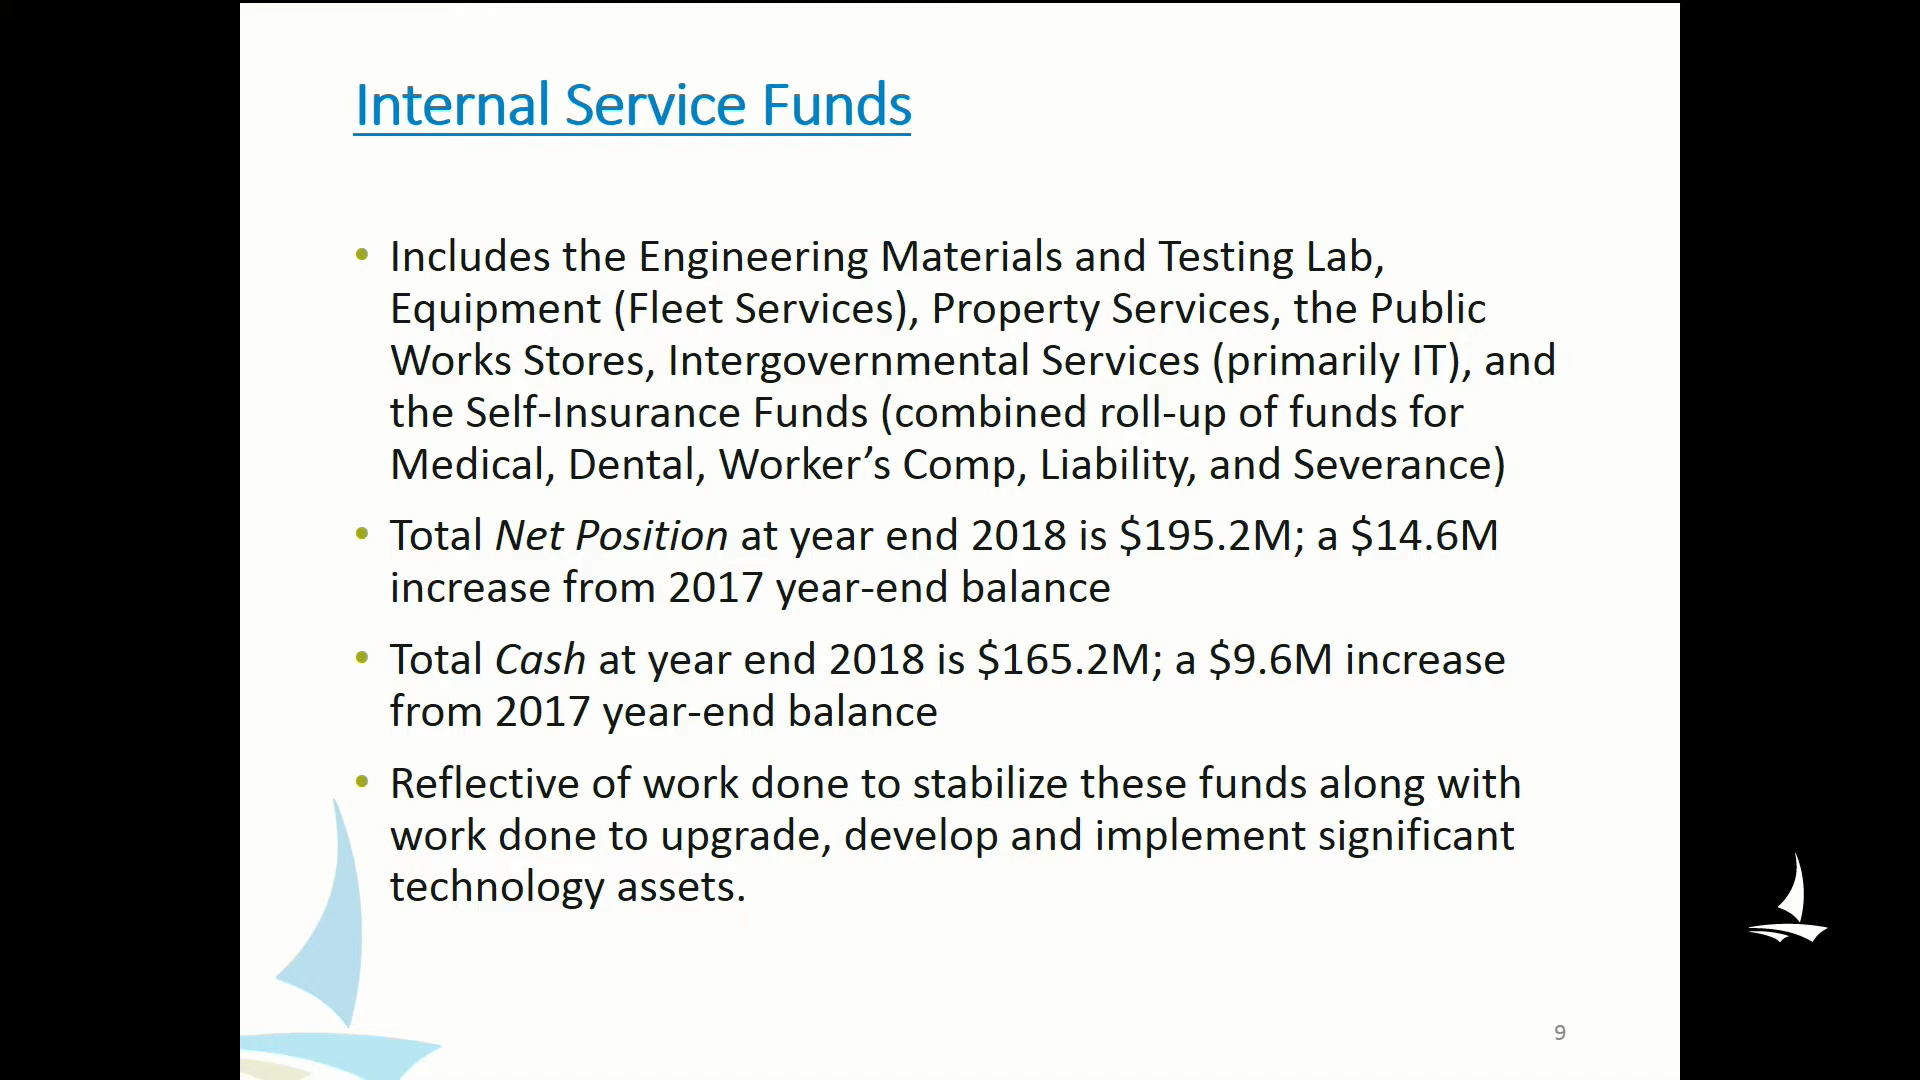 Internal Service Funds
• Includes the Engineering Materials and Testing Lab,
Equipment (Fleet Services), Property Services, the Public
Works Stores, Intergovernmental Services (primarily IT), and
the Self-Insurance Funds (combined roll-up of funds for
Medical, Dental, Worker’s Comp, Liability, and Severance)
• Total Net Position at year end 2018 is $195.2M; a $14.6M
increase from 2017 year-end balance
• Total Cash at year end 2018 is $165.2M; a $9.6M increase
from 2017 year-end balance
• Reflective of work done to stabilize these funds along with
work done to upgrade, develop and implement significant
technology assets.
9